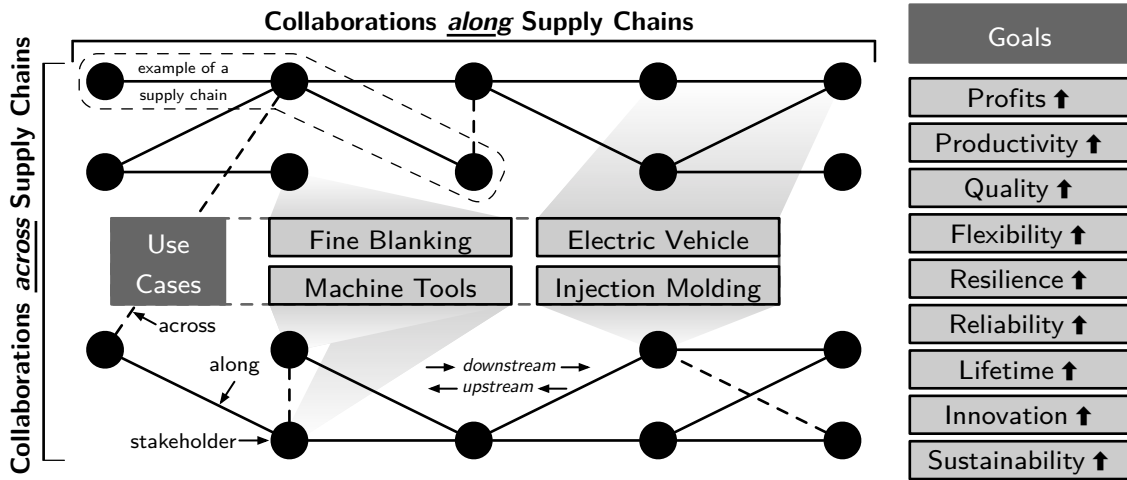 Collaborations along Supply Chains
Collaborations across Supply Chains
example of a
supply chain
Use
Cases
Fine Blanking
Electric Vehicle
Machine Tools
Injection Molding
across
along
downstream
upstream
stakeholder
Goals
Profits ⬆
Productivity ⬆
Quality ⬆
Flexibility ⬆
Resilience ⬆
Reliability ⬆
Lifetime ⬆
Innovation ⬆
Sustainability ⬆